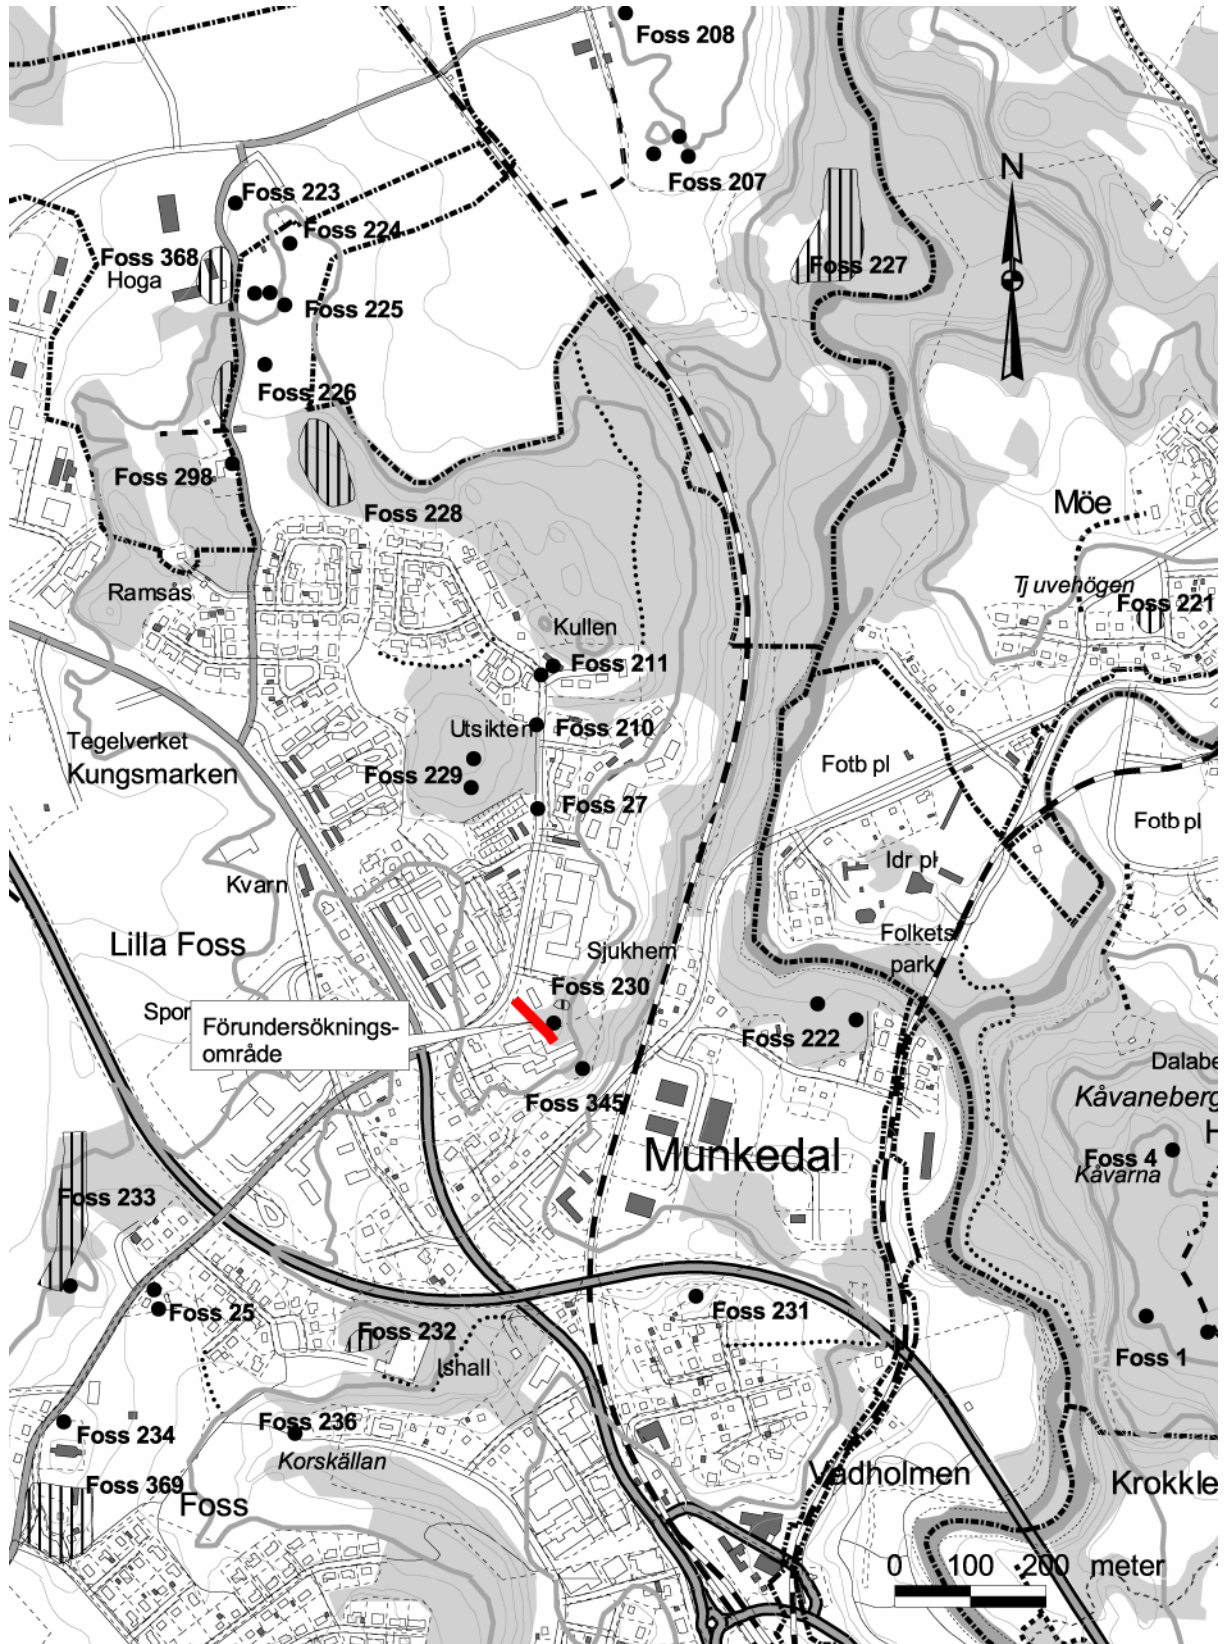 Foss 208
Foss 207
N
Foss 223
Foss 224
Foss 368
Hoga
Foss 227
Foss 225
Foss 226
Foss 298
Foss 228
Möe
Tjuvehögen
Foss 221
Ramsås
Kullen
Foss 211
Utsikten
Foss 210
Tegelverket
Kungsmarken
Foss 229
Fotb pl
Foss 27
Fotb pl
Idr pl
Kvarn
Lilla Foss
Folkets
park
Sjukhem
Foss 230
Spor
Förundersöknings-
område
Foss 222
Dalabe
Foss 345
Kåvaneberg
H
Munkedal
Foss 4
Kåvarna
Foss 233
Foss 25
Foss 231
Foss 232
Ishall
Foss 1
Foss 234
Foss 236
Korskällan
Vadholmen
Krokkle
Foss 369
Foss
0 100 200 meter